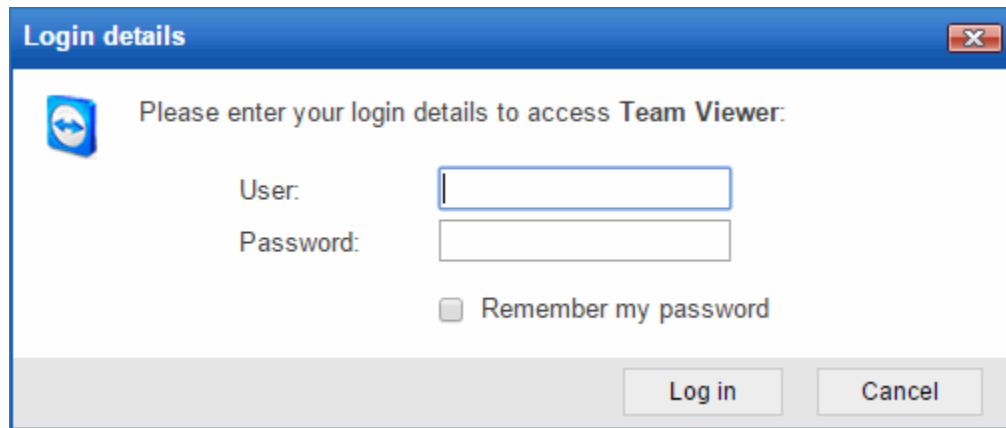 Login details
Please enter your login details to access Team Viewer:
User:
Password:
Remember my password
Log in
Cancel